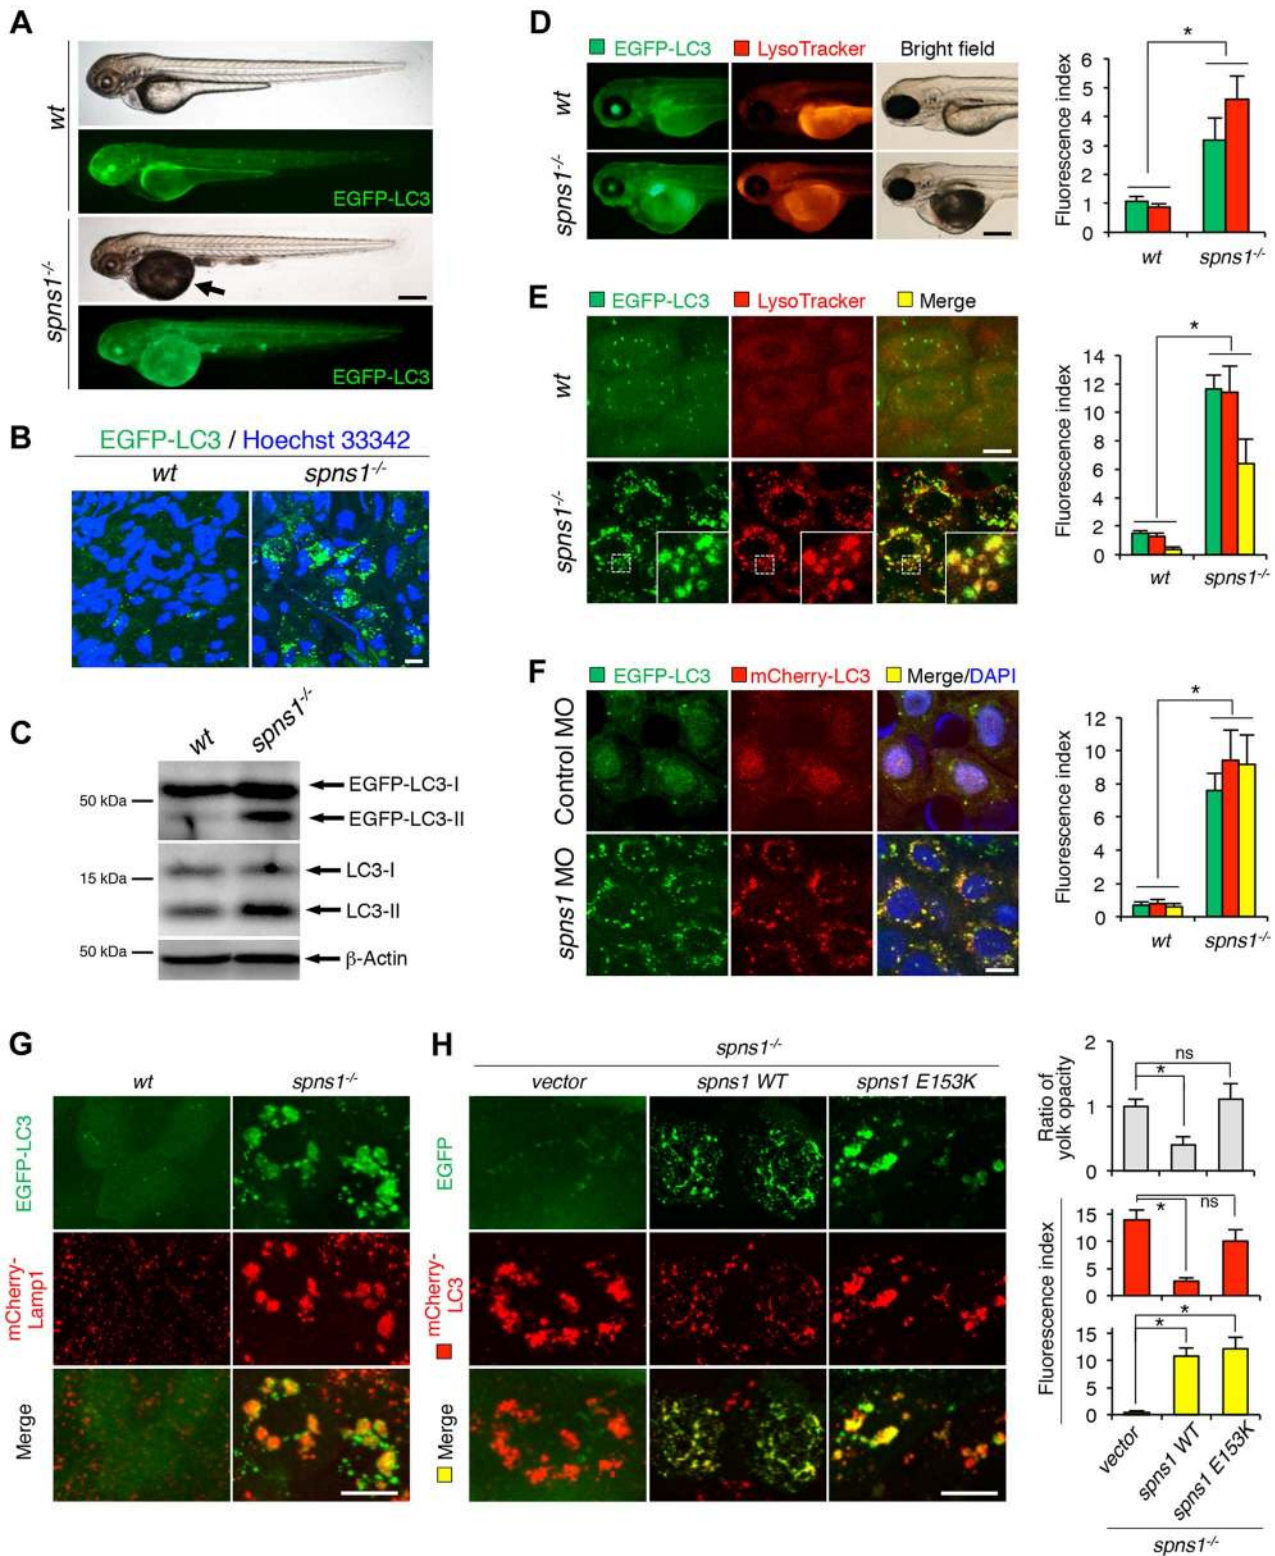 A
wt
EGFP-LC3
spns1-/-
EGFP-LC3
B
EGFP-LC3 / Hoechst 33342
wt spns1-/-
C
wt spns1-/-
50 kDa
EGFP-LC3-I
EGFP-LC3-II
15 kDa
LC3-I
LC3-II
50 kDa
β-Actin
D
EGFP-LC3 LysoTracker Bright field
wt
spns1-/-
Fluorescence index
6
5
4
3
2
1
0
*
wt spns1-/-
E
EGFP-LC3 LysoTracker Merge
wt
spns1-/-
Fluorescence index
14
12
10
8
6
4
2
0
*
wt spns1-/-
F
EGFP-LC3 mCherry-LC3 Merge/DAPI
Control MO
spns1 MO
Fluorescence index
12
10
8
6
4
2
0
*
wt spns1-/-
G
wt spns1-/-
EGFP-LC3
mCherry-
Lamp1
Merge
H
spns1-/-
vector spns1 WT spns1 E153K
EGFP
mCherry-
LC3
Merge
Ratio of
yolk opacity
2
1
0
ns
*
Fluorescence index
15
10
5
0
ns
*
15
10
5
0
*
*
vector spns1 WT spns1 E153K
spns1-/-